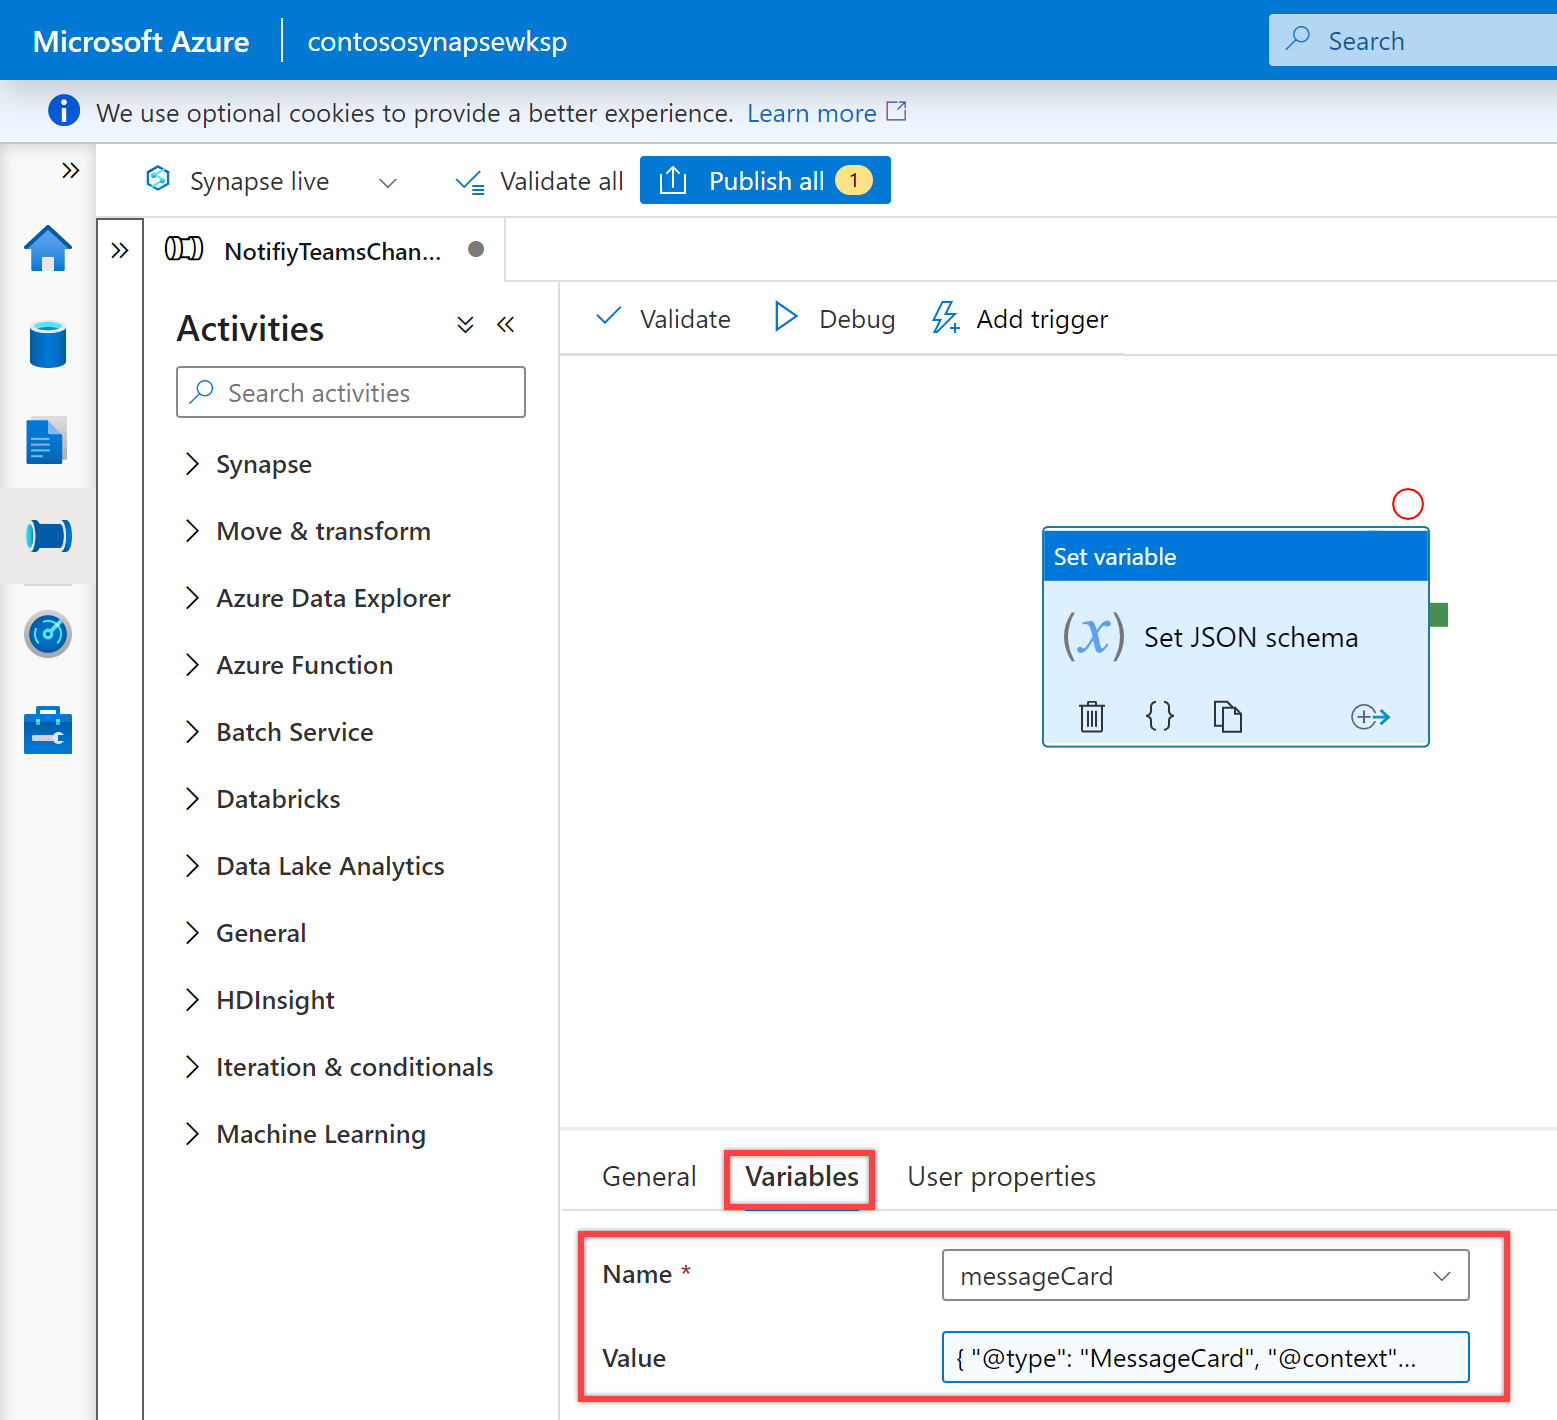 Microsoft Azure contososynapsewksp Search
We use optional cookies to provide a better experience. Learn more
Synapse live Validate all Publish all 1
NotifiyTeamsChan...
Activities
Validate Debug Add trigger
Search activities
Synapse
Move & transform
Azure Data Explorer
Azure Function
Batch Service
Databricks
Data Lake Analytics
General
HDInsight
Iteration & conditionals
Machine Learning
Set variable
(x) Set JSON schema
{}
General Variables User properties
Name * messageCard
Value { "@type": "MessageCard", "@context"...